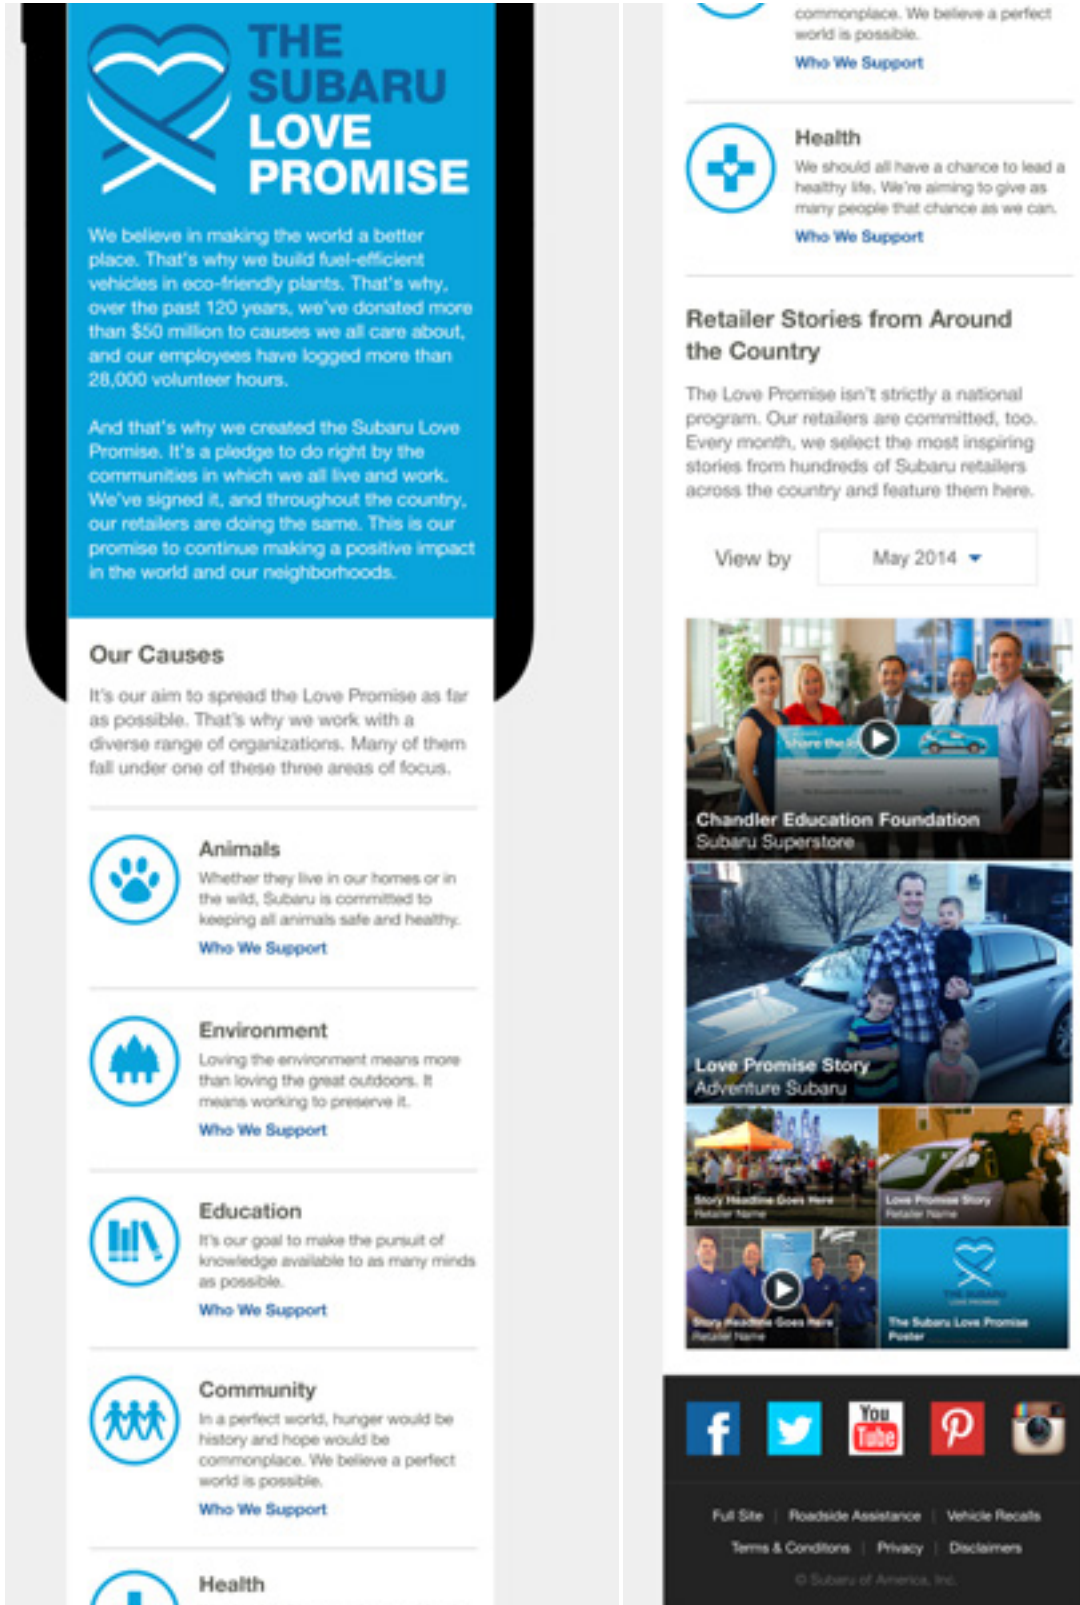 THE
SUBARU
LOVE
PROMISE
We believe in making the world a better
place. That's why we build fuel-efficient
vehicles in eco-friendly plants. That's why,
over the past 120 years, we've donated more
than $50 million to causes we all care about,
and our employees have logged more than
28,000 volunteer hours.
And that's why we created the Subaru Love
Promise. It's a pledge to do right by the
communities in which we all live and work.
We've signed it, and throughout the country,
our retailers are doing the same. This is our
promise to continue making a positive impact
in the world and our neighborhoods.
Our Causes
It's our aim to spread the Love Promise as far
as possible. That's why we work with a
diverse range of organizations. Many of them
fall under one of these three areas of focus.
Animals
Whether they live in our homes or in
the wild, Subaru is committed to
keeping all animals safe and healthy.
Who We Support
Environment
Loving the environment means more
than loving the great outdoors. It
means working to preserve it.
Who We Support
Education
It's our goal to make the pursuit of
knowledge available to as many minds
as possible.
Who We Support
Community
In a perfect world, hunger would be
history and hope would be
commonplace. We believe a perfect
world is possible.
Who We Support
Health
commonplace. We believe a perfect
world is possible.
Who We Support
Health
We should all have a chance to lead a
healthy life. We're aiming to give as
many people that chance as we can.
Who We Support
Retailer Stories from Around
the Country
The Love Promise isn't strictly a national
program. Our retailers are committed, too.
Every month, we select the most inspiring
stories from hundreds of Subaru retailers
across the country and feature them here.
View by May 2014
share the lo
Chandler Education Foundation
Subaru Superstore
Love Promise Story
Adventure Subaru
Story Headline Goes Here
Retailer Name
Love Promise Story
Retailer Name
Story Headline Goes Here
Retailer Name
THE SUBARU
LOVE PROMISE
The Subaru Love Promise
Poster
You
Tube
Full Site | Roadside Assistance | Vehicle Recalls
Terms & Conditons | Privacy | Disclaimers
© Subaru of America, Inc.